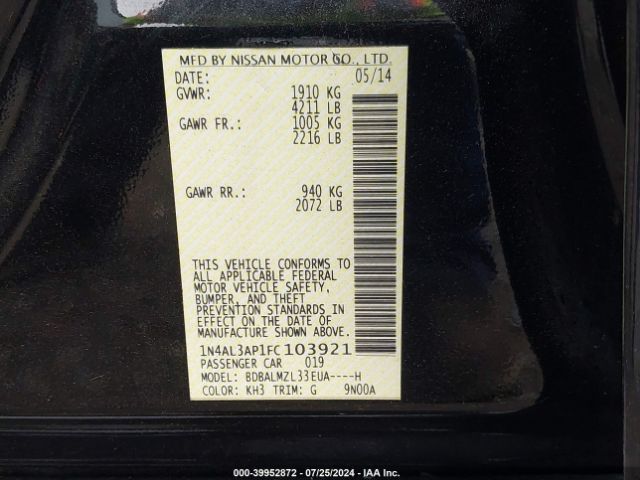 MFD BY NISSAN MOTOR CO., LTD.
DATE: 05/14
GVWR: 1910 KG
4211 LB
GAWR FR.: 1005 KG
2216 LB
GAWR RR.: 940 KG
2072 LB
THIS VEHICLE CONFORMS TO
ALL APPLICABLE FEDERAL
MOTOR VEHICLE SAFETY,
BUMPER, AND THEFT
PREVENTION STANDARDS IN
EFFECT ON THE DATE OF
MANUFACTURE SHOWN ABOVE.
1N4AL3AP1FC103921
PASSENGER CAR 019
MODEL: BDBALMZL33EUA----H
COLOR: KH3 TRIM: G 9N00A
000-39952872 - 07/25/2024 - IAA Inc.